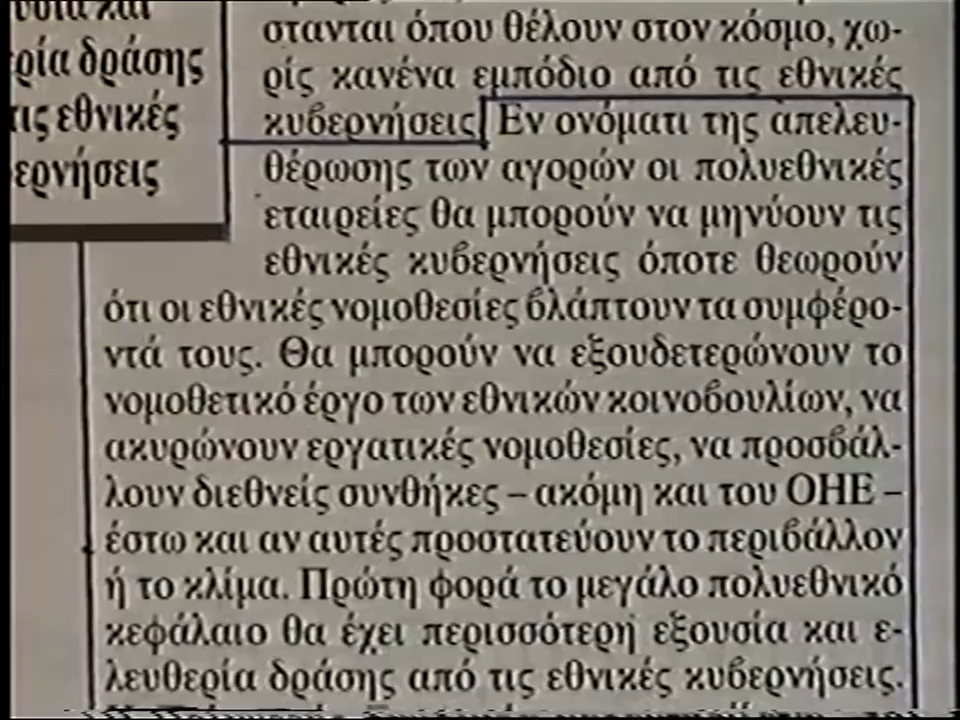 και
δράσης
τις εθνικές
στανται όπου θέλουν στον κόσμο, χω-
ρίς κανένα εμπόδιο από τις εθνικές
κυβερνήσεις. Εν ονόματι της απελευ-
θέρωσης των αγορών οι πολυεθνικές
εταιρείες θα μπορούν να μηνύουν τις
εθνικές κυβερνήσεις όποτε θεωρούν
ότι οι εθνικές νομοθεσίες βλάπτουν τα συμφέρο-
ντά τους. Θα μπορούν να εξουδετερώνουν το
νομοθετικό έργο των εθνικών κοινοβουλίων, να
ακυρώνουν εργατικές νομοθεσίες, να προσβάλ-
λουν διεθνείς συνθήκες – ακόμη και του ΟΗΕ –
έστω και αν αυτές προστατεύουν το περιβάλλον
ή το κλίμα. Πρώτη φορά το μεγάλο πολυεθνικό
κεφάλαιο θα έχει περισσότερη εξουσία και ε-
λευθερία δράσης από τις εθνικές κυβερνήσεις.